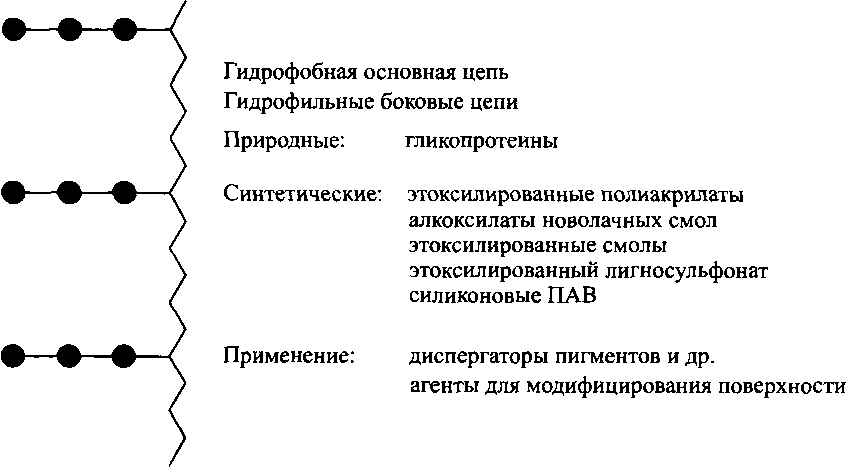 Гидрофобная основная цепь
Гидрофильные боковые цепи
Природные: гликопротеины
Синтетические: этоксилированные полиакрилаты
алкоксилаты новолачных смол
этоксилированные смолы
этоксилированный лигносульфонат
силиконовые ПАВ
Применение: диспергаторы пигментов и др.
агенты для модифицирования поверхности